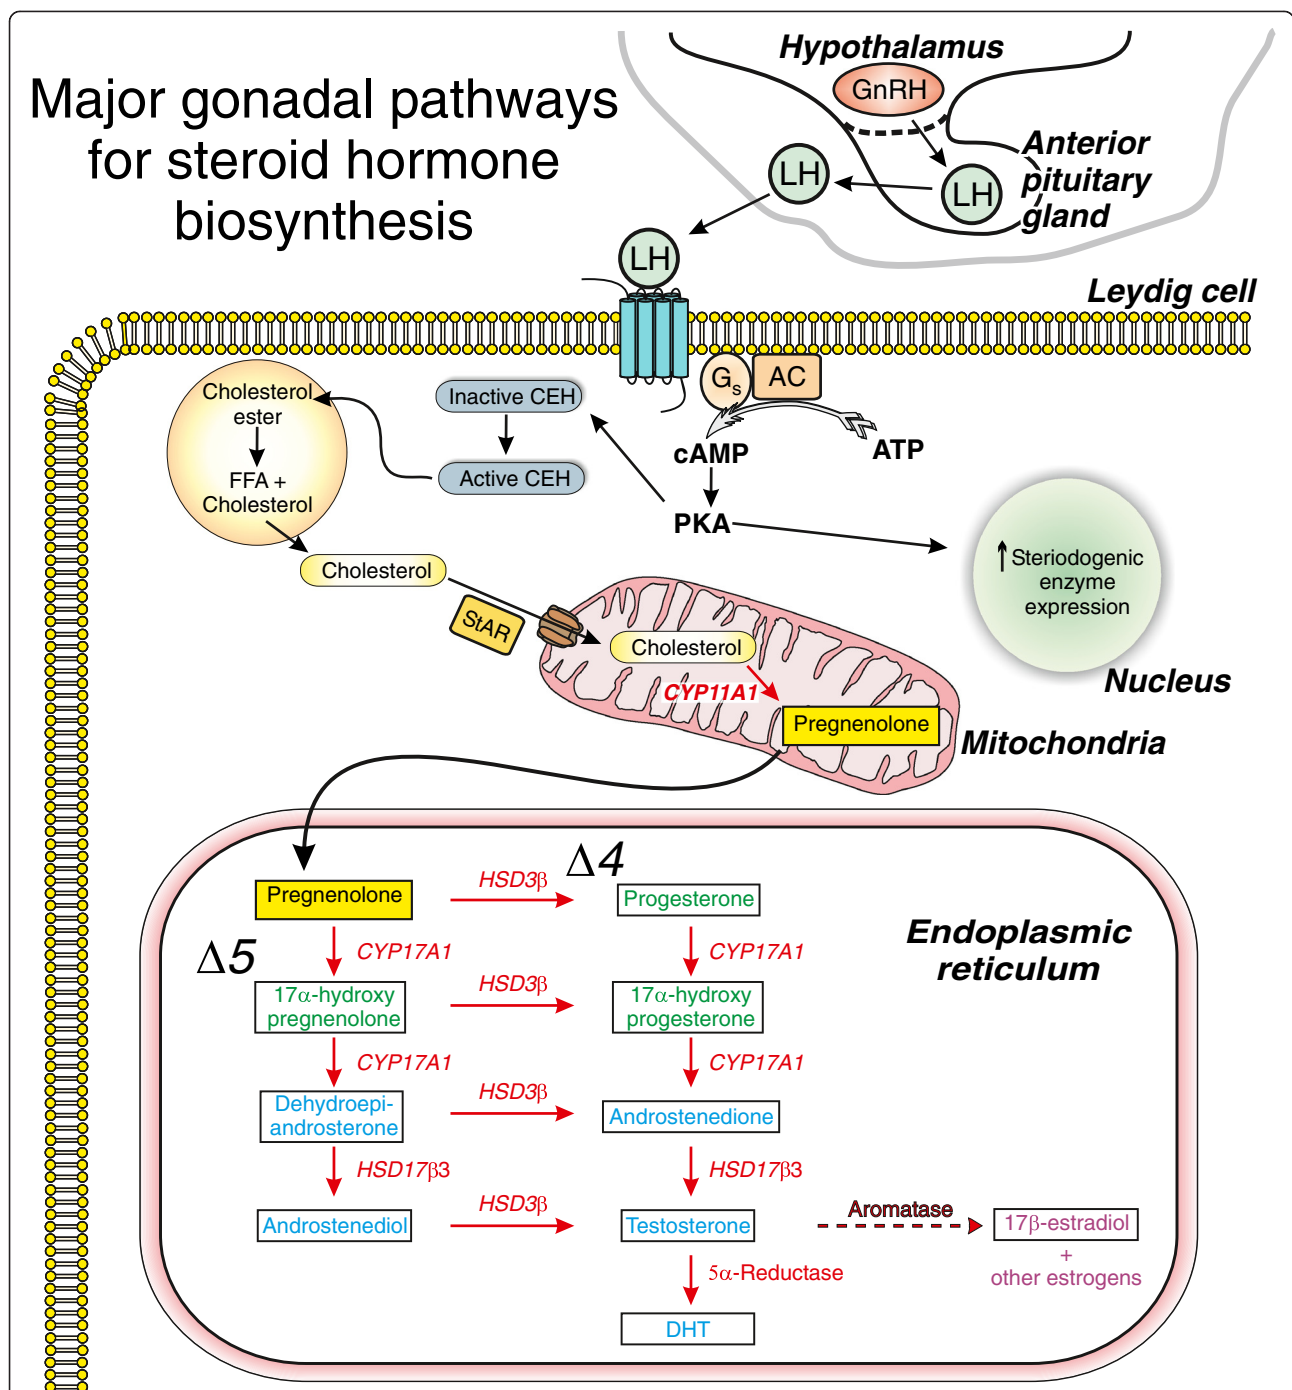 Major gonadal pathways
for steroid hormone
biosynthesis
Hypothalamus
GnRH
Anterior
pituitary
gland
LH
LH
LH
Leydig cell
Gs
AC
cAMP
ATP
PKA
Inactive CEH
Active CEH
Cholesterol
ester
FFA +
Cholesterol
Cholesterol
StAR
Cholesterol
CYP11A1
Pregnenolone
Mitochondria
Steriodogenic
enzyme
expression
Nucleus
Endoplasmic
reticulum
Δ5
Δ4
Pregnenolone
HSD3β
Progesterone
CYP17A1
CYP17A1
17α-hydroxy
pregnenolone
HSD3β
17α-hydroxy
progesterone
CYP17A1
CYP17A1
Dehydroepi-
androsterone
HSD3β
Androstenedione
HSD17β3
HSD17β3
Androstenediol
HSD3β
Testosterone
Aromatase
17β-estradiol
+
other estrogens
5α-Reductase
DHT